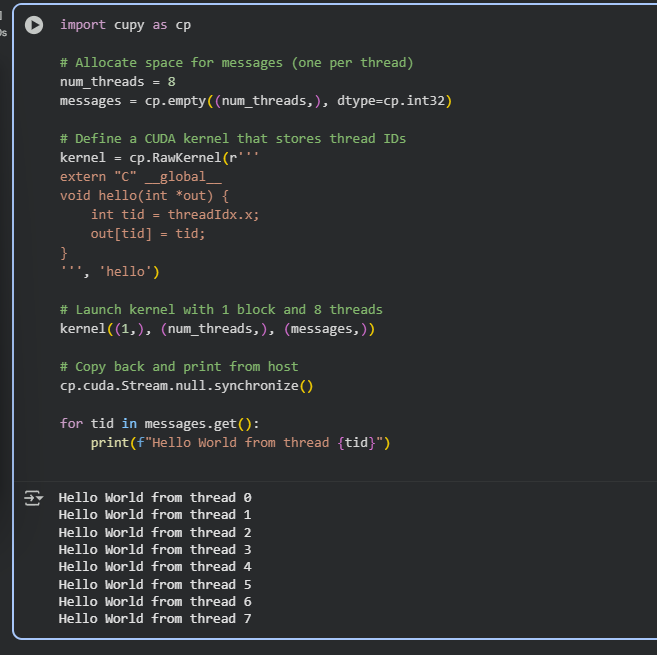 import cupy as cp
# Allocate space for messages (one per thread)
num_threads = 8
messages = cp.empty((num_threads,), dtype=cp.int32)
# Define a CUDA kernel that stores thread IDs
kernel = cp.RawKernel(r'''
extern "C" __global__
void hello(int *out) {
    int tid = threadIdx.x;
    out[tid] = tid;
}
''', 'hello')
# Launch kernel with 1 block and 8 threads
kernel((1,), (num_threads,), (messages,))
# Copy back and print from host
cp.cuda.Stream.null.synchronize()
for tid in messages.get():
    print(f"Hello World from thread {tid}")
Hello World from thread 0
Hello World from thread 1
Hello World from thread 2
Hello World from thread 3
Hello World from thread 4
Hello World from thread 5
Hello World from thread 6
Hello World from thread 7